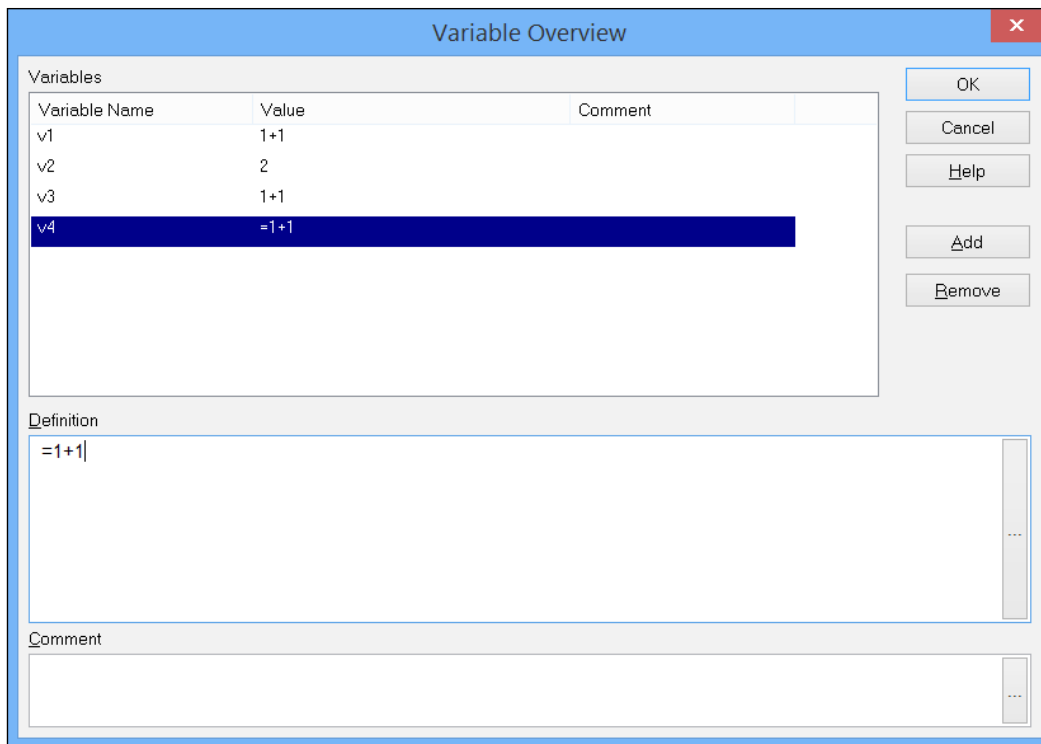 Variable Overview
x
Variables
OK
Variable Name Value Comment
v1 1+1
Cancel
v2 2
Help
v3 1+1
v4 =1+1
Add
Remove
Definition
=1+1
...
Comment
...